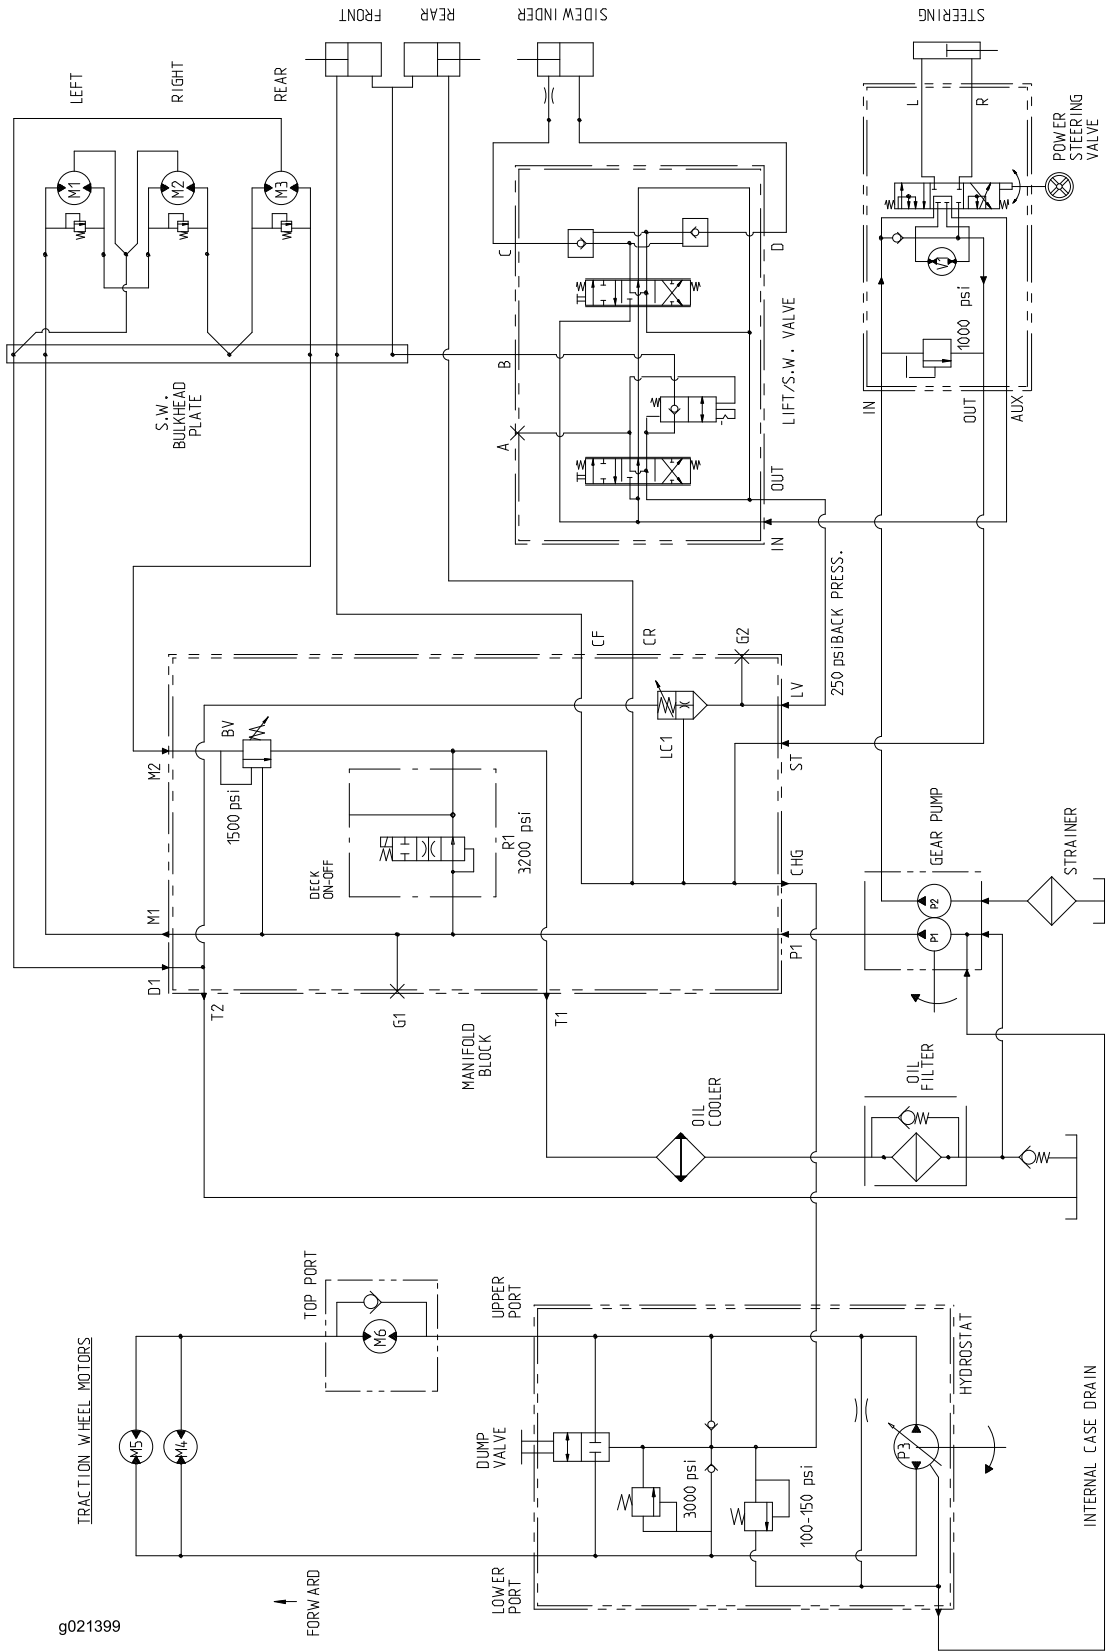 FRONT
REAR
SIDEWINDER
STEERING
LEFT
RIGHT
REAR
M1
M2
M3
S.W.
BULKHEAD
PLATE
A
B
C
D
IN
OUT
LIFT/S.W. VALVE
L
R
POWER
STEERING
VALVE
V1
1000 psi
IN
OUT
AUX
250 psiBACK PRESS.
CF
CR
G2
LV
ST
LC1
BV
1500 psi
M2
M1
D1
T2
DECK
ON-OFF
R1
3200 psi
CHG
P1
G1
T1
MANIFOLD
BLOCK
GEAR PUMP
P1
P2
STRAINER
OIL
COOLER
OIL
FILTER
TRACTION WHEEL MOTORS
M5
M4
TOP PORT
M6
UPPER
PORT
LOWER
PORT
DUMP
VALVE
3000 psi
100-150 psi
P3
HYDROSTAT
INTERNAL CASE DRAIN
FORWARD
g021399